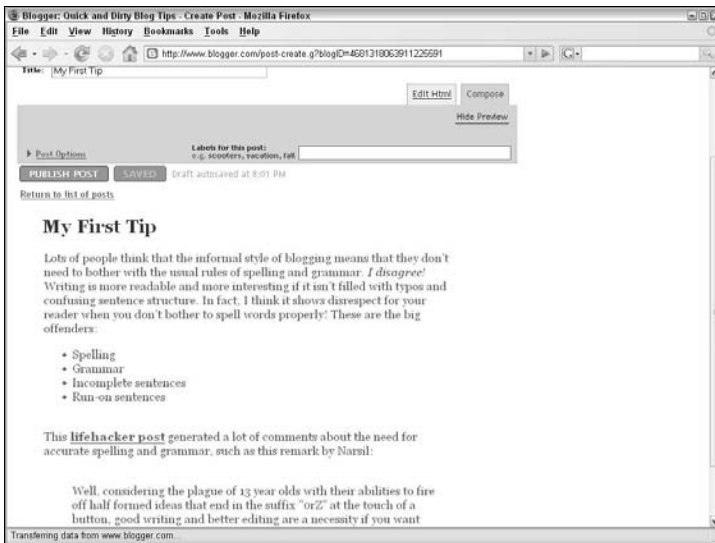 Blogger: Quick and Dirty Blog Tips - Create Post - Mozilla Firefox
File Edit View History Bookmarks Tools Help
http://www.blogger.com/post-create.g?blogID=4681318063911225591
Title: My First Tip
Edit Html Compose
Hide Preview
Post Options
Labels for this post:
e.g. scooters, vacation, fall
PUBLISH POST SAVED Draft autosaved at 8:01 PM
Return to list of posts
My First Tip
Lots of people think that the informal style of blogging means that they don't
need to bother with the usual rules of spelling and grammar. I disagree!
Writing is more readable and more interesting if it isn't filled with typos and
confusing sentence structure. In fact, I think it shows disrespect for your
reader when you don't bother to spell words properly! These are the big
offenders:
• Spelling
• Grammar
• Incomplete sentences
• Run-on sentences
This lifehacker post generated a lot of comments about the need for
accurate spelling and grammar, such as this remark by Narsil:
Well, considering the plague of 13 year olds with their abilities to fire
off half formed ideas that end in the suffix "orZ" at the touch of a
button, good writing and better editing are a necessity if you want
Transferring data from www.blogger.com...